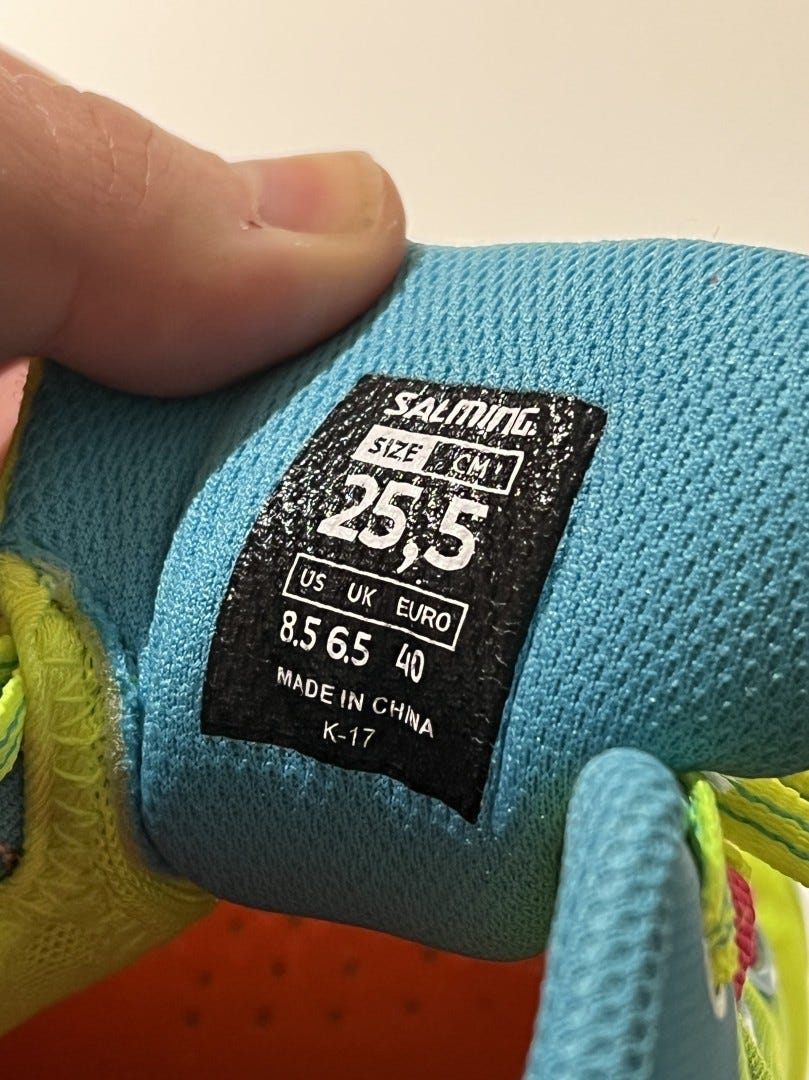 SALMING
SIZE CM
25,5
US UK EURO
8.5 6.5 40
MADE IN CHINA
K-17